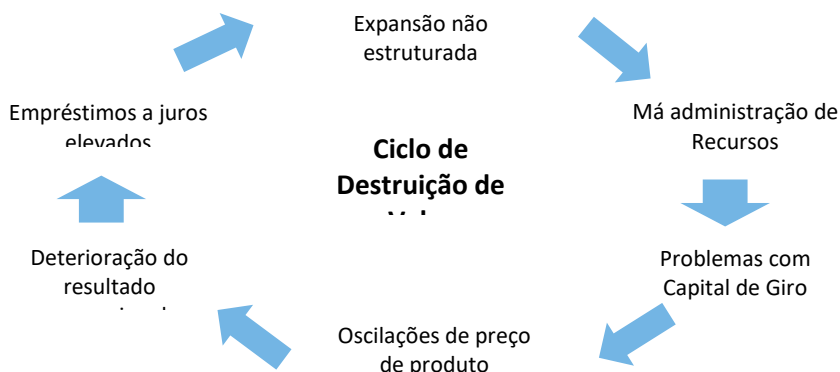 Expansão não
estruturada
Má administração de
Recursos
Problemas com
Capital de Giro
Oscilações de preço
de produto
Deterioração do
resultado
Empréstimos a juros
elevados
Ciclo de
Destruição de